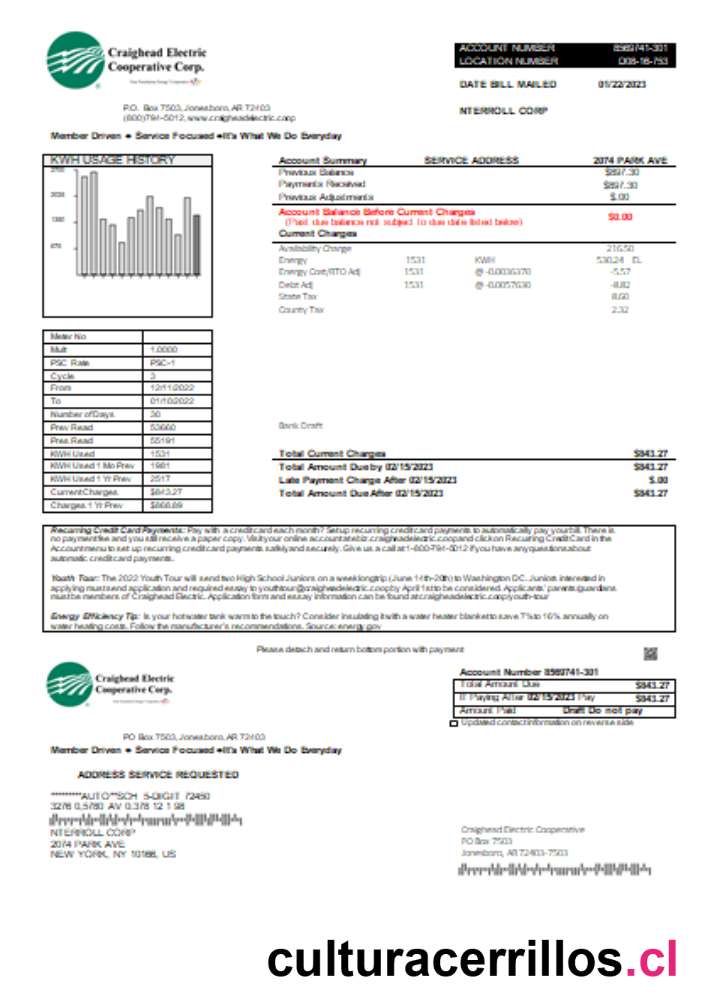 Craighead Electric
Cooperative Corp.
ACCOUNT NUMBER 8569741-301
LOCATION NUMBER D08-16-753
DATE BILL MAILED 01/22/2023
P.O. Box 7503, Jonesboro, AR 72403
(800)794-5012, www.craigheadelectric.coop
NTERROLL CORP
Member Driven • Service Focused •It's What We Do Everyday
KWH USAGE HISTORY
2700
2025
1350
675
Account Summary SERVICE ADDRESS 2074 PARK AVE
Previous Balance $897.30
Payments Received $897.30
Previous Adjustments $.00
Account Balance Before Current Charges $0.00
(Past due balance not subject to due date listed below)
Current Charges
Availability Charge 216.50
Energy 1531 KWH 530.24 EL
Energy Cost/RTO Adj 1531 @ -0.0036370 -5.57
Debt Adj 1531 @ -0.0057630 -8.82
State Tax 8.60
County Tax 2.32
Meter No
Mult 1.0000
PSC Rate PSC-1
Cycle 3
From 12/11/2022
To 01/10/2022
Number of Days 30
Prev Read 53660
Pres Read 55191
KWH Used 1531
KWH Used 1 Mo Prev 1981
KWH Used 1 Yr Prev 2517
Current Charges $843.27
Charges 1 Yr Prev $866.89
Bank Draft
Total Current Charges $843.27
Total Amount Due by 02/15/2023 $843.27
Late Payment Charge After 02/15/2023 $.00
Total Amount Due After 02/15/2023 $843.27
Recurring Credit Card Payments: Pay with a credit card each month? Setup recurring credit card payments to automatically pay your bill. There is
no payment fee and you still receive a paper copy. Visit your online account at ebiz.craigheadelectric.coop and click on Recurring Credit Card in the
Account menu to set up recurring credit card payments safely and securely. Give us a call at 1-800-794-5012 if you have any questions about
automatic credit card payments.
Youth Tour: The 2022 Youth Tour will send two High School Juniors on a weeklong trip (June 14th-20th) to Washington DC. Juniors interested in
applying must send application and required essay to youthtour@craigheadelectric.coop by April 1st to be considered. Applicants' parents/guardians
must be members of Craighead Electric. Application form and essay information can be found at craigheadelectric.coop/youth-tour
Energy Efficiency Tip: Is your hot water tank warm to the touch? Consider insulating it with a water heater blanket to save 7% to 16% annually on
water heating costs. Follow the manufacturer's recommendations. Source: energy.gov
Please detach and return bottom portion with payment
Craighead Electric
Cooperative Corp.
Account Number 8569741-301
Total Amount Due $843.27
If Paying After 02/15/2023 Pay $843.27
Amount Paid Draft Do not pay
Updated contact information on reverse side
PO Box 7503, Jonesboro, AR 72403
Member Driven • Service Focused •It's What We Do Everyday
ADDRESS SERVICE REQUESTED
*********AUTO**SCH 5-DIGIT 72450
3276 0.5780 AV 0.378 12 1 98
NTERROLL CORP
2074 PARK AVE
NEW YORK, NY 10166, US
Craighead Electric Cooperative
PO Box 7503
Jonesboro, AR 72403-7503
culturacerrillos.cl